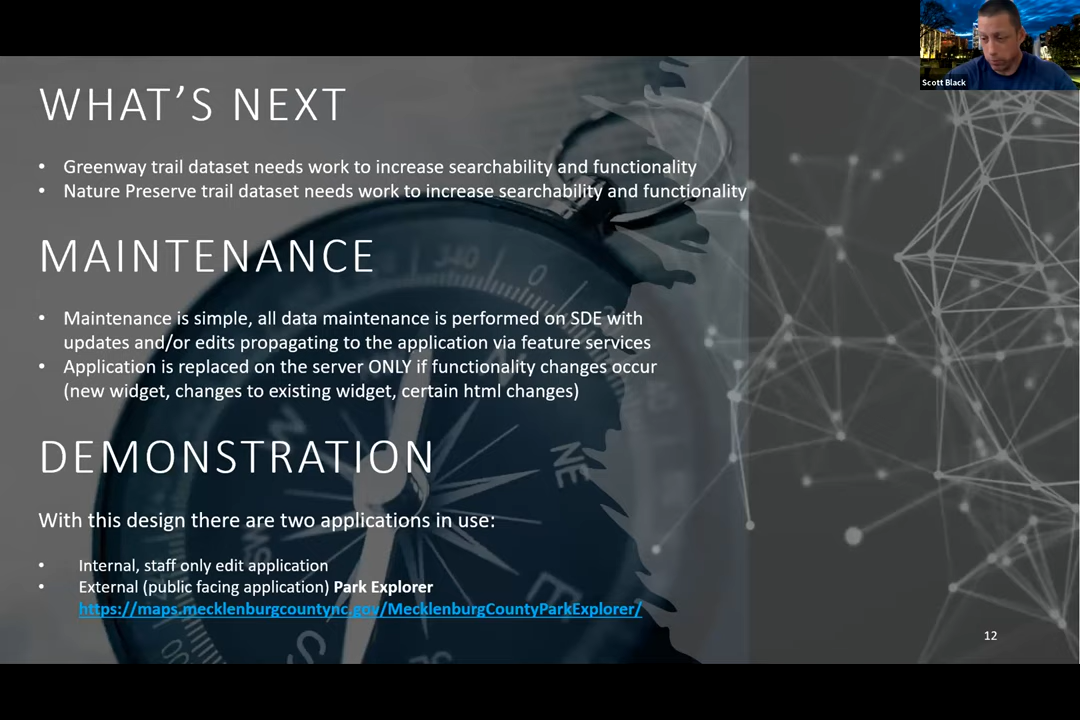 Scott Black
WHAT'S NEXT
• Greenway trail dataset needs work to increase searchability and functionality
• Nature Preserve trail dataset needs work to increase searchability and functionality
MAINTENANCE
• Maintenance is simple, all data maintenance is performed on SDE with
updates and/or edits propagating to the application via feature services
• Application is replaced on the server ONLY if functionality changes occur
(new widget, changes to existing widget, certain html changes)
DEMONSTRATION
With this design there are two applications in use:
• Internal, staff only edit application
• External (public facing application) Park Explorer
https://maps.mecklenburgcountync.gov/MecklenburgCountyParkExplorer/
12
NE
E
S
SE
0